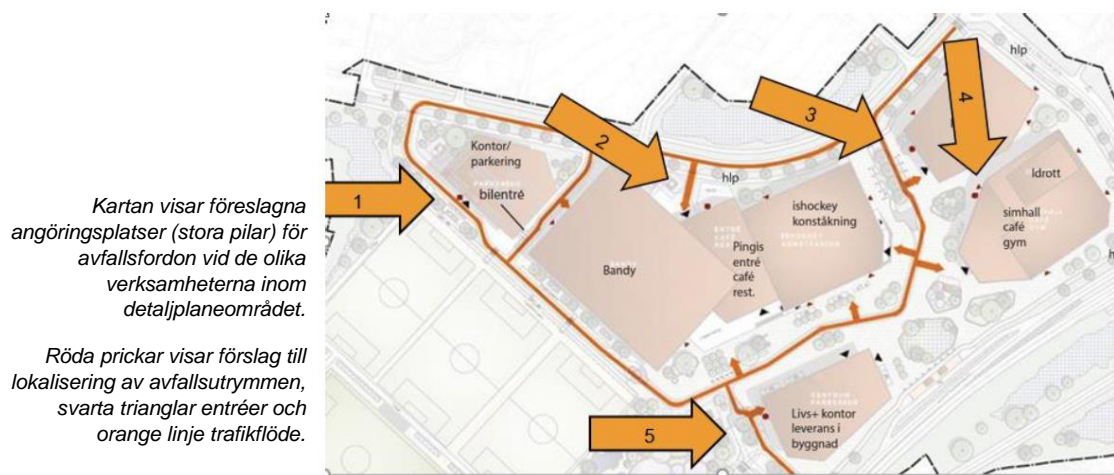 Kartan visar föreslagna
angöringsplatser (stora pilar) för
avfallsfordon vid de olika
verksamheterna inom
detaljplaneområdet.
Röda prickar visar förslag till
lokalisering av avfallsutrymmen,
svarta trianglar entréer och
orange linje trafikflöde.
1
2
3
4
5
Kontor/
parkering
bilentré
Bandy
hlp
Pingis
entré
café
rest.
ishockey
konståkning
hlp
Idrott
simhall
café
gym
Livs+ kontor
leverans i
byggnad